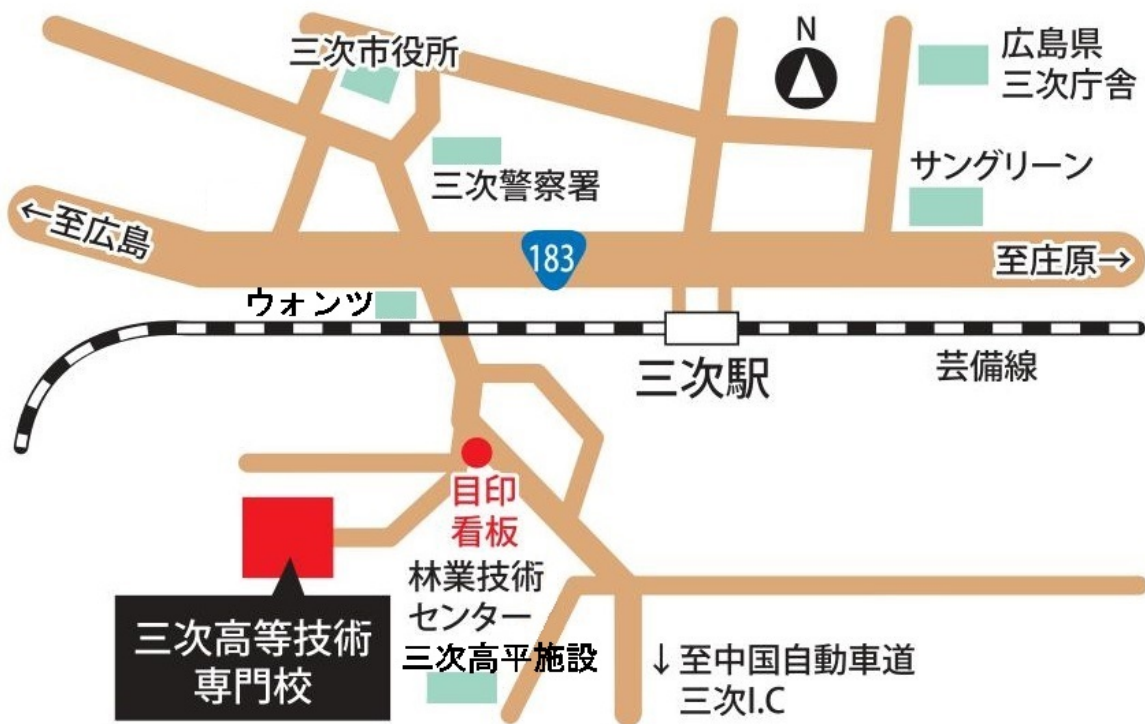 三次市役所
N
広島県
三次庁舎
三次警察署
サングリーン
←至広島
183
至庄原→
ウォンツ
三次駅
芸備線
目印
看板
林業技術
センター
三次高平施設
三次高等技術
専門校
↓至中国自動車道
三次I.C